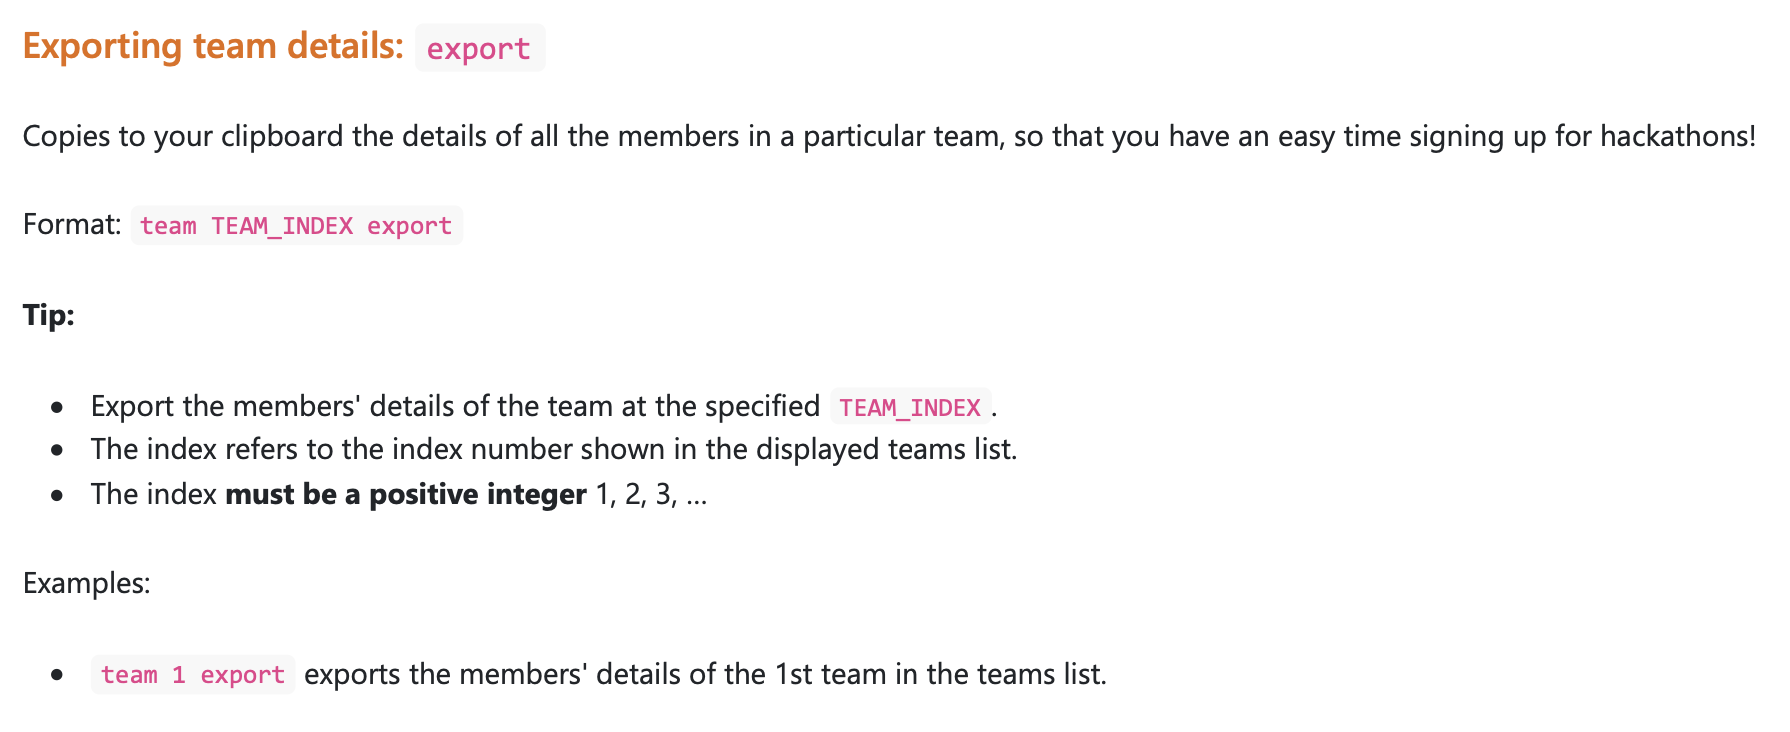 Exporting team details: export
Copies to your clipboard the details of all the members in a particular team, so that you have an easy time signing up for hackathons!
Format: team TEAM_INDEX export
Tip:
• Export the members' details of the team at the specified TEAM_INDEX.
• The index refers to the index number shown in the displayed teams list.
• The index must be a positive integer 1, 2, 3, …
Examples:
• team 1 export exports the members' details of the 1st team in the teams list.